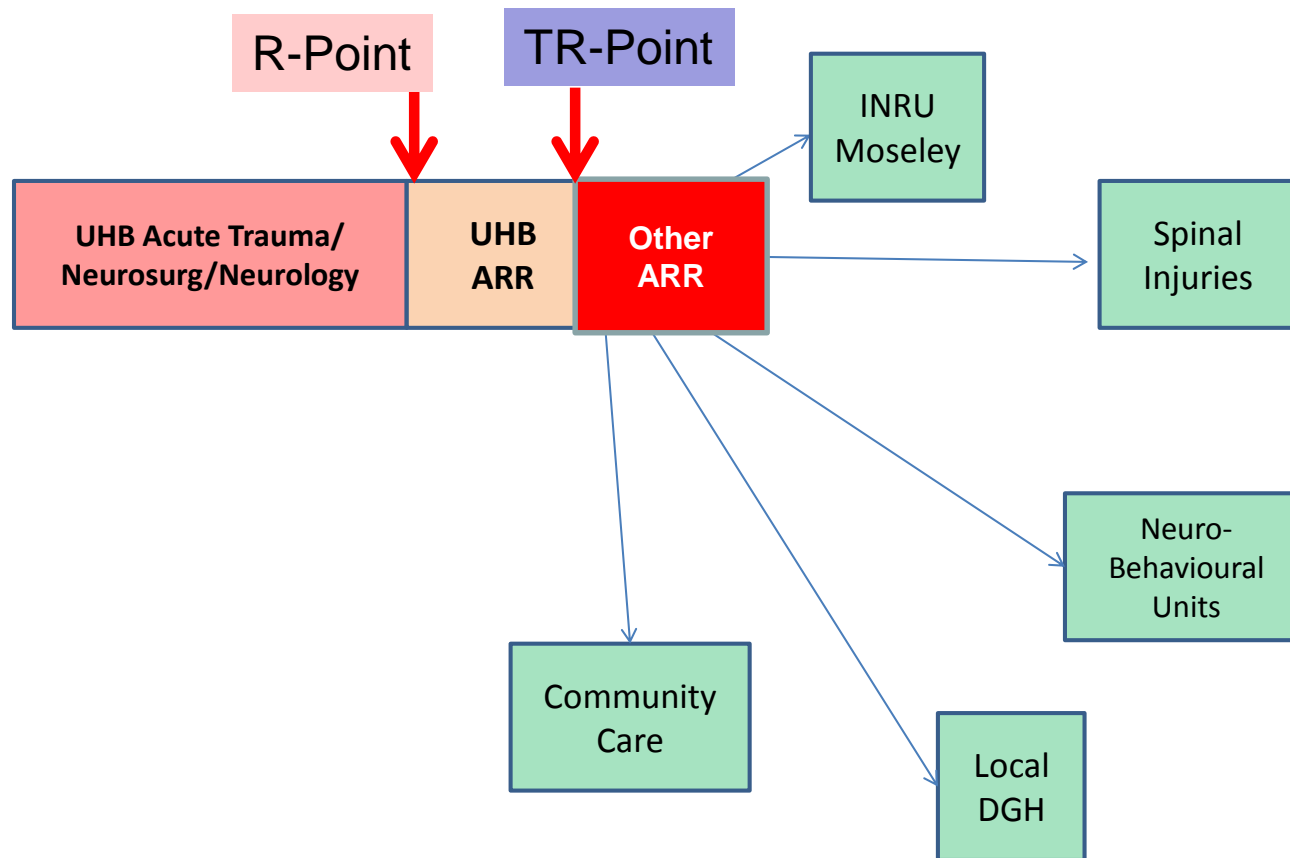 R-Point
TR-Point
INRU
Moseley
UHB Acute Trauma/
Neurosurg/Neurology
UHB
ARR
Other
ARR
Spinal
Injuries
Neuro-
Behavioural
Units
Community
Care
Local
DGH